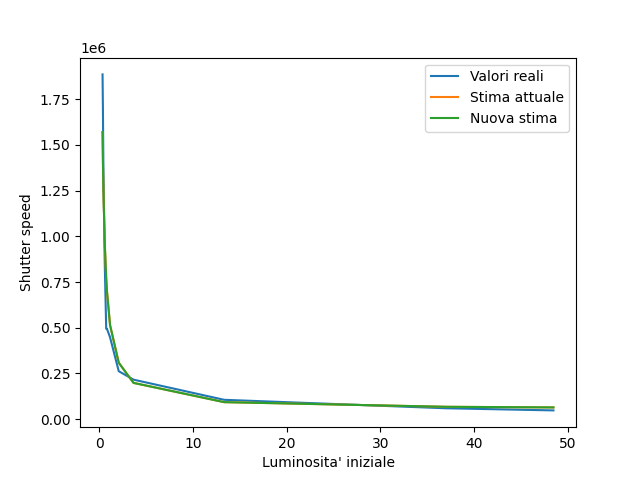 1e6
Valori reali
Stima attuale
Nuova stima
1.75
1.50
1.25
1.00
0.75
0.50
0.25
0.00
Shutter speed
0 10 20 30 40 50
Luminosita' iniziale